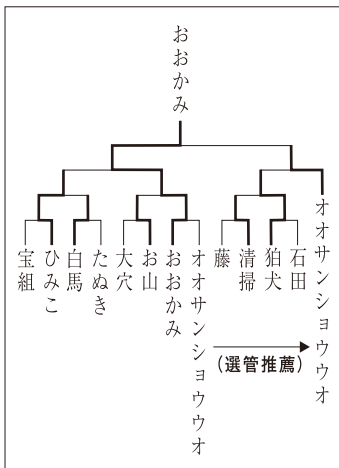 おおかみ
宝組
ひみこ
白馬
たぬき
大穴
お山
おおかみ
オオサンショウウオ
藤
清掃
狛犬
石田
オオサンショウウオ
(選管推薦)